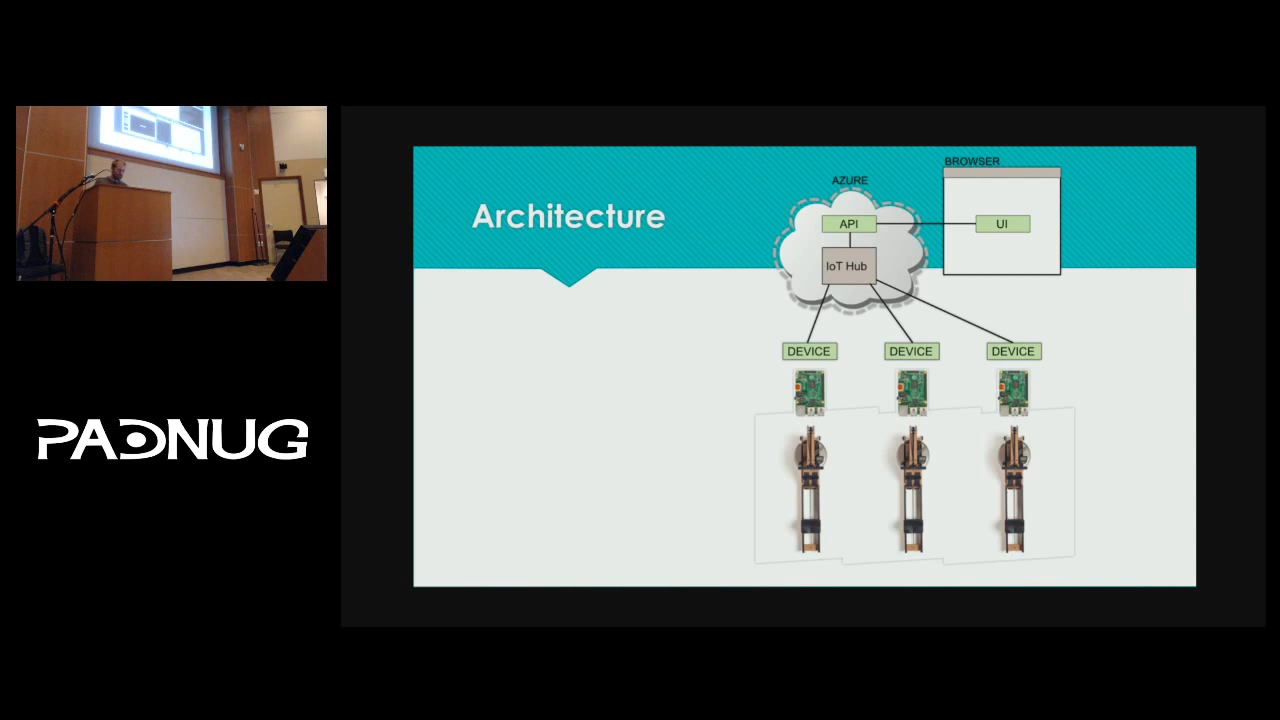 PADNUG
Architecture
AZURE
BROWSER
API
UI
IoT Hub
DEVICE
DEVICE
DEVICE